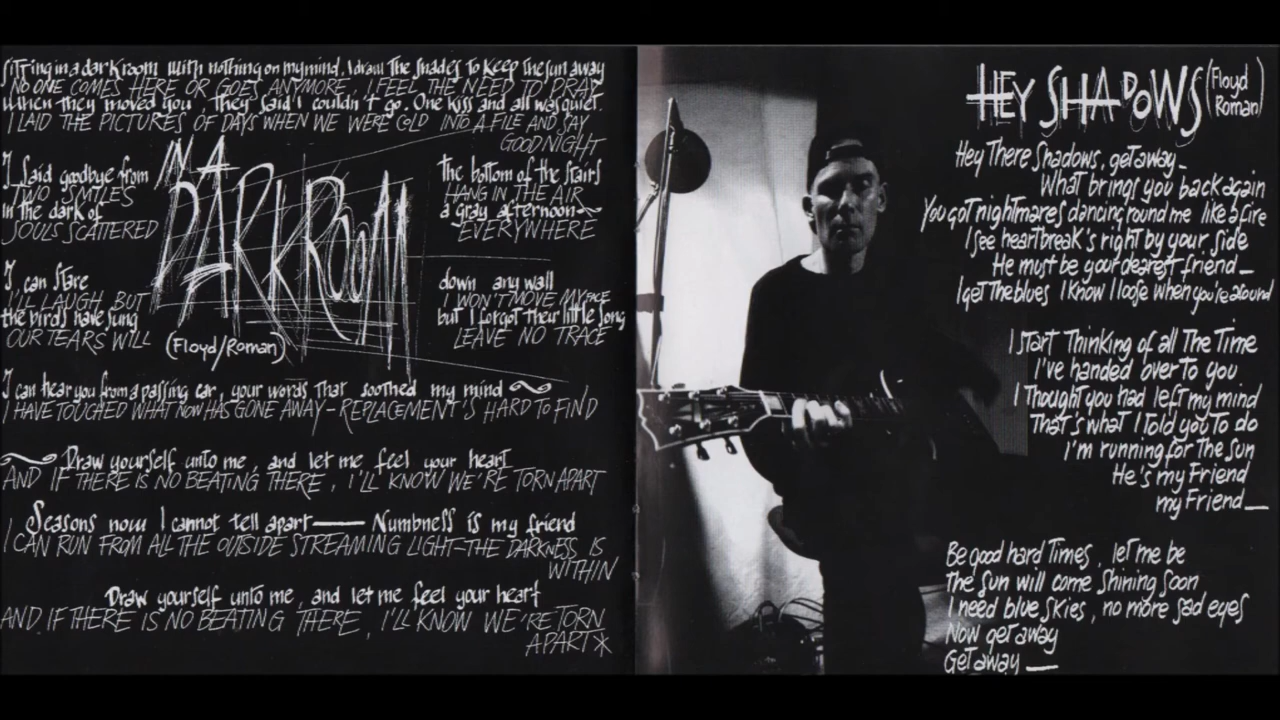 Sitting in a dark room with nothing on my mind, I draw the shades to keep the sun away
NO ONE COMES HERE OR GOES ANYMORE, I FEEL THE NEED TO PRAY
When they moved you, they said I couldn't go. One kiss and all was quiet.
I LAID THE PICTURES OF DAYS WHEN WE WERE COLD INTO A FILE AND SAY
GOOD NIGHT
I said goodbye from the bottom of the stairs
TWO SMILES HANG IN THE AIR
in the dark of a gray afternoon
SOULS SCATTERED EVERYWHERE
IN A
DARKROOM
(Floyd/Roman)
I can stare down any wall
I'LL LAUGH BUT I WON'T MOVE MY FACE
the birds have sung but I forgot their little song
OUR TEARS WILL LEAVE NO TRACE
I can hear you from a passing car, your words that soothed my mind
I HAVE TOUCHED WHAT NOW HAS GONE AWAY - REPLACEMENT'S HARD TO FIND
Draw yourself unto me, and let me feel your heart
AND IF THERE IS NO BEATING THERE, I'LL KNOW WE'RE TORN APART
Seasons now I cannot tell apart — Numbness is my friend
I CAN RUN FROM ALL THE OUTSIDE STREAMING LIGHT - THE DARKNESS IS
WITHIN
Draw yourself unto me, and let me feel your heart
AND IF THERE IS NO BEATING THERE, I'LL KNOW WE'RE TORN
APART*
HEY SHADOWS (Floyd
Roman)
Hey There Shadows, get away_
What brings you back again
You got nightmares dancing round me like a fire
I see heartbreak's right by your side
He must be your dearest friend_
I get the blues I know I loose when you're around
I start Thinking of all The Time
I've handed over to you
I Thought you had left my mind
That's what I told you To do
I'm running for The sun
He's my Friend
my Friend_
Be good hard Times, let me be
The sun will come shining soon
I need blue skies, no more sad eyes
Now get away
Get away_